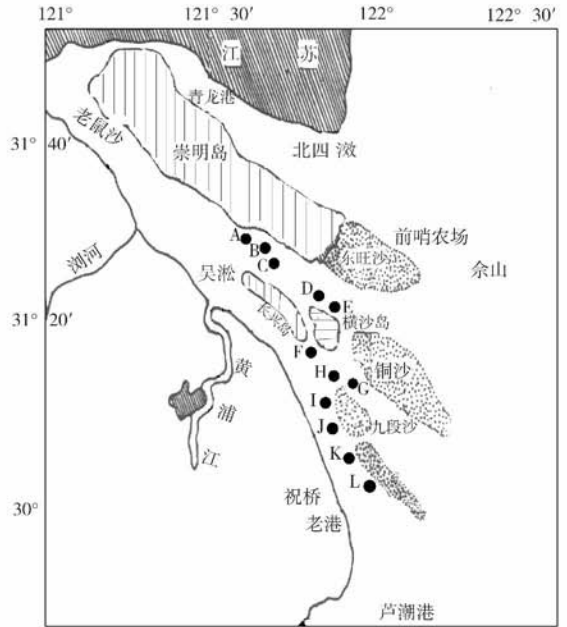 121°
121° 30′
122°
122° 30′
江 苏
青龙港
老鼠沙
31°
40′
崇明岛
北四滧
A
B
C
前哨农场
东旺沙
佘山
浏河
吴淞
D
E
31°
20′
长兴岛
横沙岛
F
铜沙
H
G
黄
浦
江
I
九段沙
J
K
L
30°
祝桥
老港
芦潮港